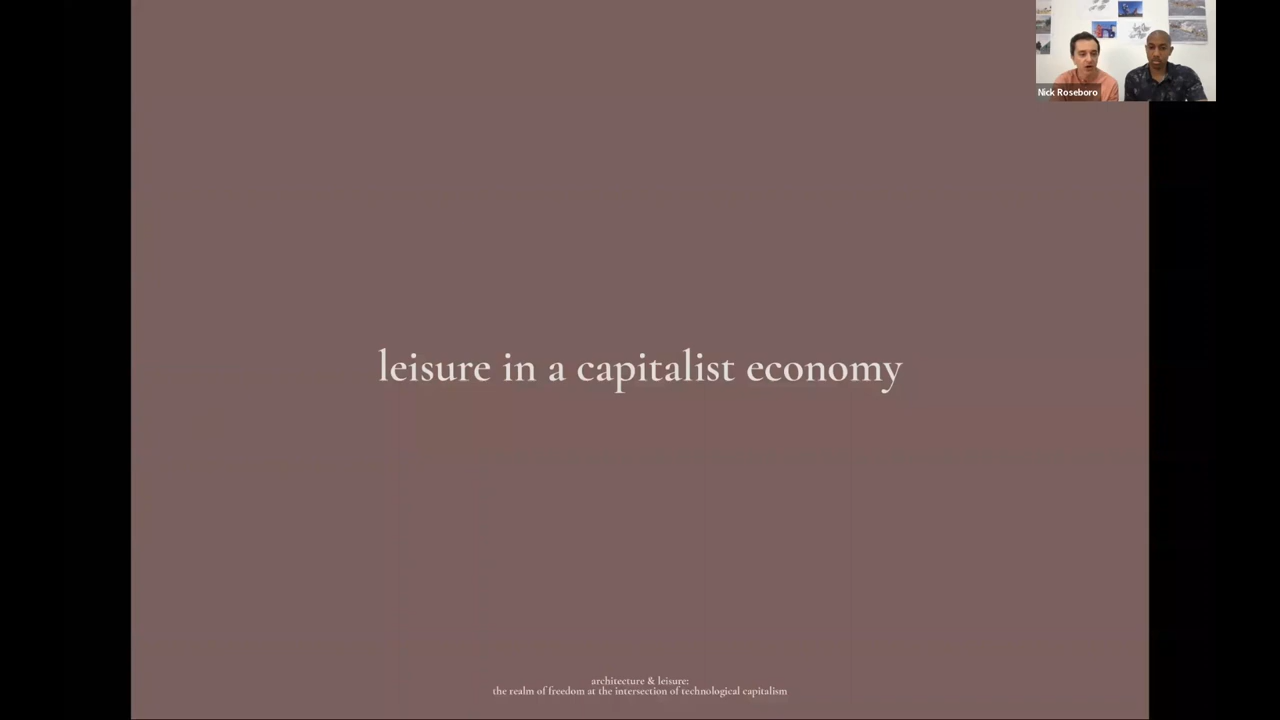 Nick Roseboro
leisure in a capitalist economy
architecture & leisure:
the realm of freedom at the intersection of technological capitalism